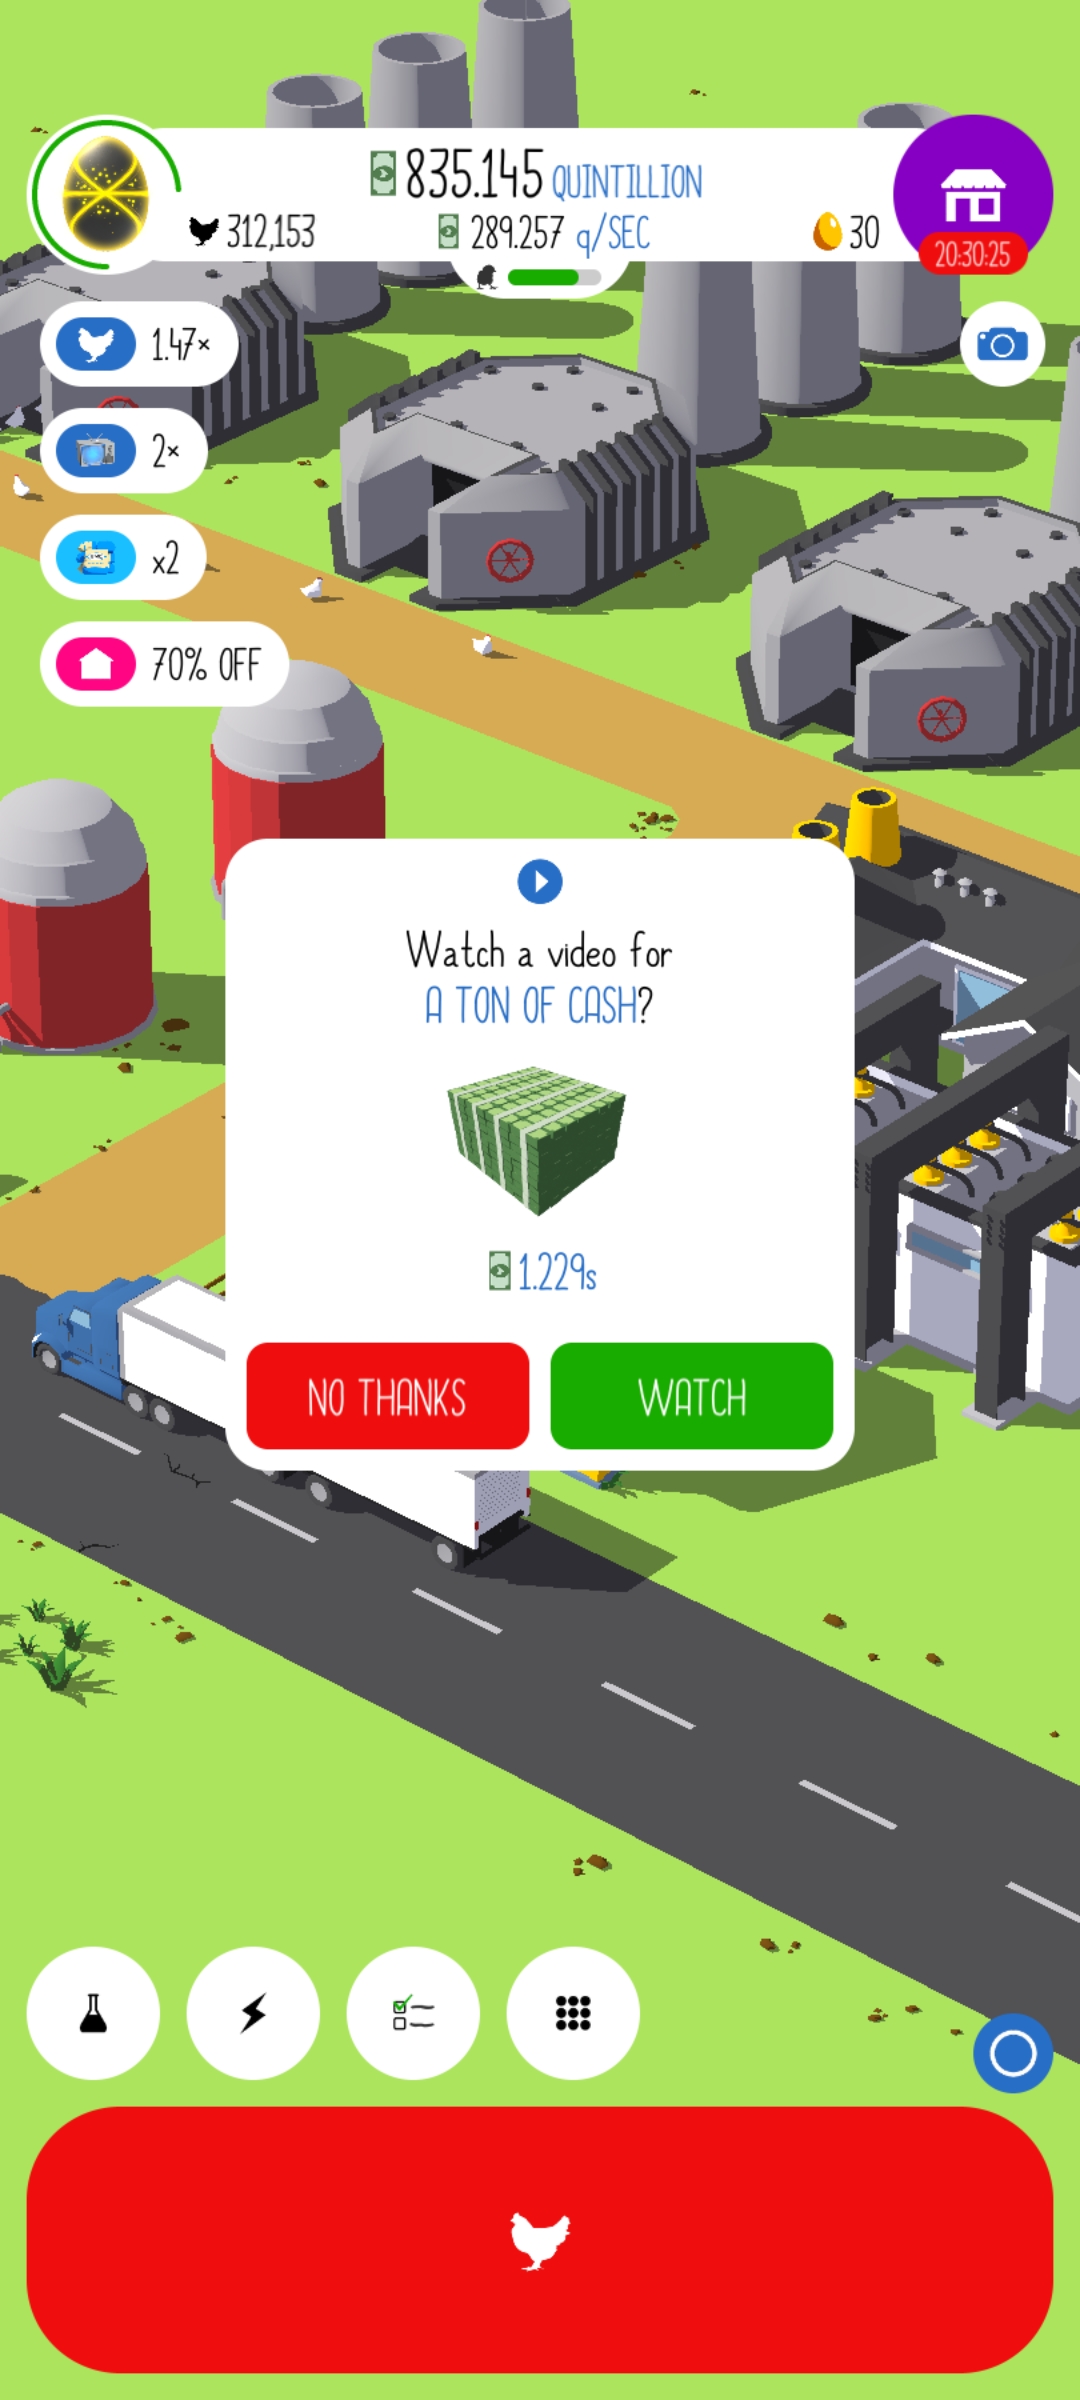 835.145 QUINTILLION
312,153
289.257 q/SEC
30
20:30:25
1.47×
2×
x2
70% OFF
Watch a video for
A TON OF CASH?
1.229s
NO THANKS
WATCH